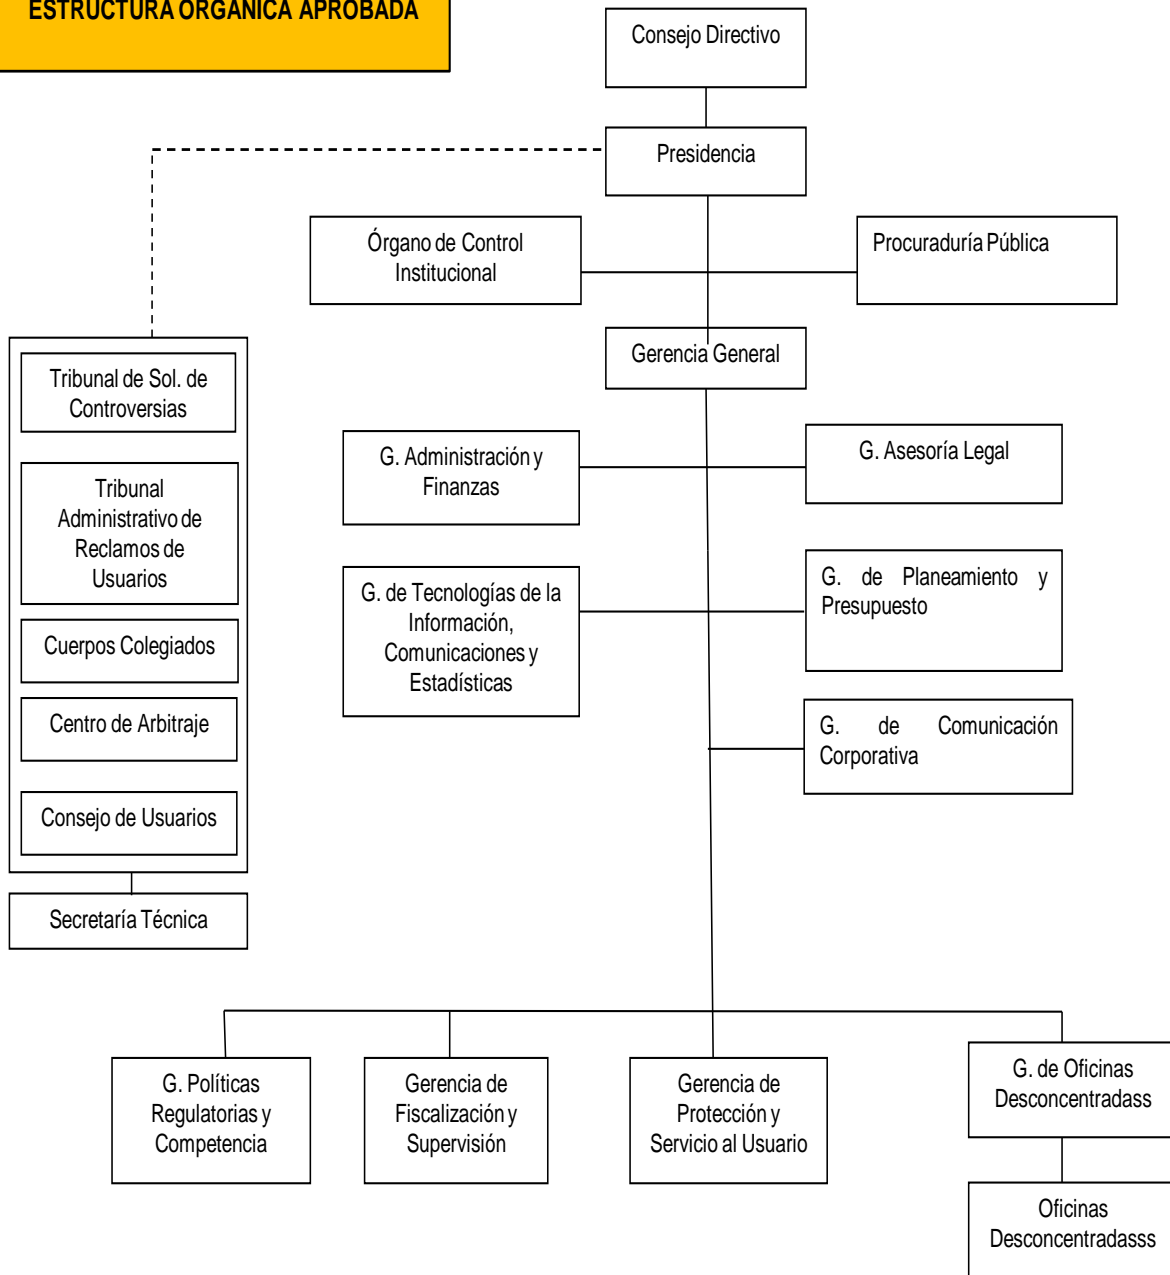 ESTRUCTURA ORGÁNICA APROBADA
Consejo Directivo
Presidencia
Órgano de Control
Institucional
Procuraduría Pública
Gerencia General
Tribunal de Sol. de
Controversias
Tribunal
Administrativo de
Reclamos de
Usuarios
Cuerpos Colegiados
Centro de Arbitraje
Consejo de Usuarios
Secretaría Técnica
G. Administración y
Finanzas
G. Asesoría Legal
G. de Tecnologías de la
Información,
Comunicaciones y
Estadísticas
G. de Planeamiento y
Presupuesto
G. de Comunicación
Corporativa
G. Políticas
Regulatorias y
Competencia
Gerencia de
Fiscalización y
Supervisión
Gerencia de
Protección y
Servicio al Usuario
G. de Oficinas
Desconcentradass
Oficinas
Desconcentradasss